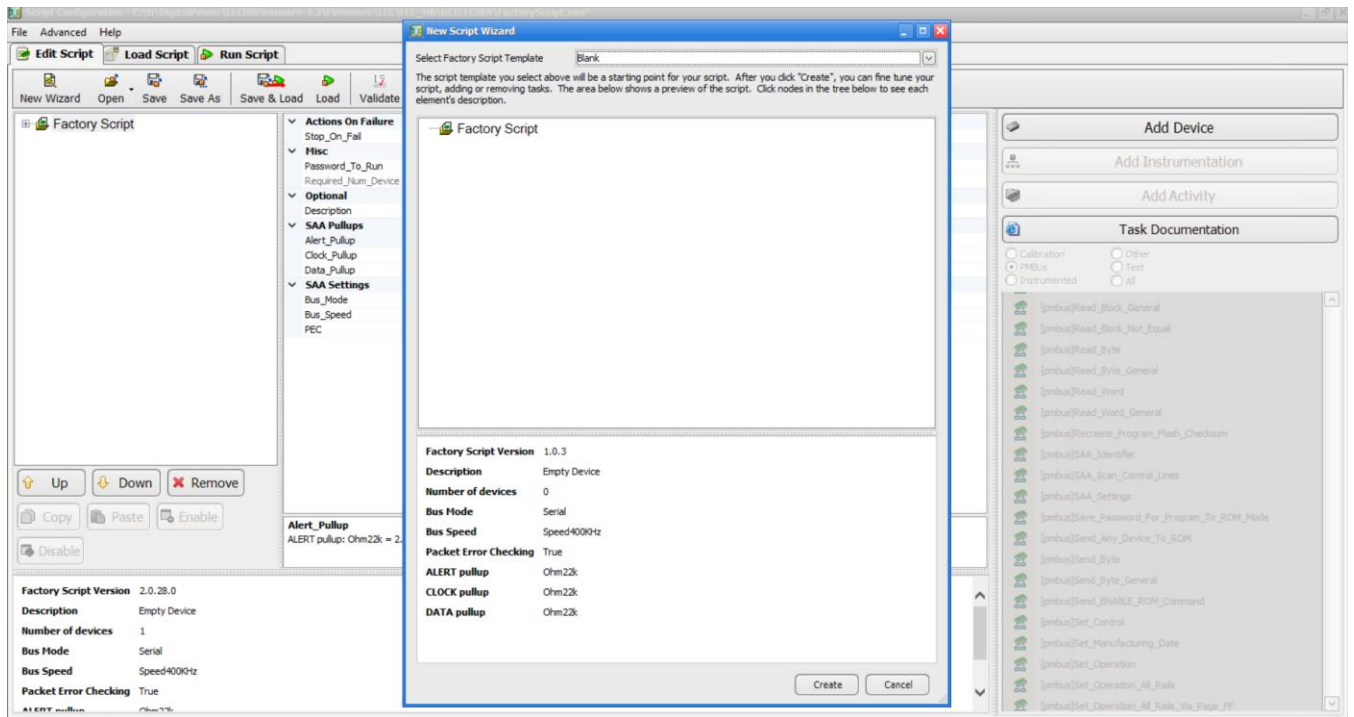 Script Configuration -
File Advanced Help
Edit Script Load Script Run Script
New Wizard Open Save Save As Save & Load Load Validate
Factory Script
Actions On Failure
Stop_On_Fail
Misc
Password_To_Run
Required_Num_Device
Optional
Description
SAA Pullups
Alert_Pullup
Clock_Pullup
Data_Pullup
SAA Settings
Bus_Mode
Bus_Speed
PEC
Up Down Remove
Copy Paste Enable
Disable
Alert_Pullup
ALERT pullup: Ohm22k = 2.
Factory Script Version 2.0.28.0
Description Empty Device
Number of devices 1
Bus Mode Serial
Bus Speed Speed400KHz
Packet Error Checking True
ALERT pullup Ohm22k
New Script Wizard
Select Factory Script Template Blank
The script template you select above will be a starting point for your script. After you click "Create", you can fine tune your
script, adding or removing tasks. The area below shows a preview of the script. Click nodes in the tree below to see each
element's description.
Factory Script
Factory Script Version 1.0.3
Description Empty Device
Number of devices 0
Bus Mode Serial
Bus Speed Speed400KHz
Packet Error Checking True
ALERT pullup Ohm22k
CLOCK pullup Ohm22k
DATA pullup Ohm22k
Create Cancel
Add Device
Add Instrumentation
Add Activity
Task Documentation
Calibration Other
PMBus Test
Instrumented All
[pmbus]Read_Block_General
[pmbus]Read_Block_Not_Equal
[pmbus]Read_Byte
[pmbus]Read_Byte_General
[pmbus]Read_Word
[pmbus]Read_Word_General
[pmbus]Recreate_Program_Flash_Checksum
[pmbus]SAA_Identifier
[pmbus]SAA_Scan_Control_Lines
[pmbus]SAA_Settings
[pmbus]Save_Password_For_Program_To_ROM_Mode
[pmbus]Send_Any_Device_To_ROM
[pmbus]Send_Byte
[pmbus]Send_Byte_General
[pmbus]Send_ENABLE_ROM_Command
[pmbus]Set_Control
[pmbus]Set_Manufacturing_Date
[pmbus]Set_Operation
[pmbus]Set_Operation_All_Rails
[pmbus]Set_Operation_All_Rails_Via_Page_FF